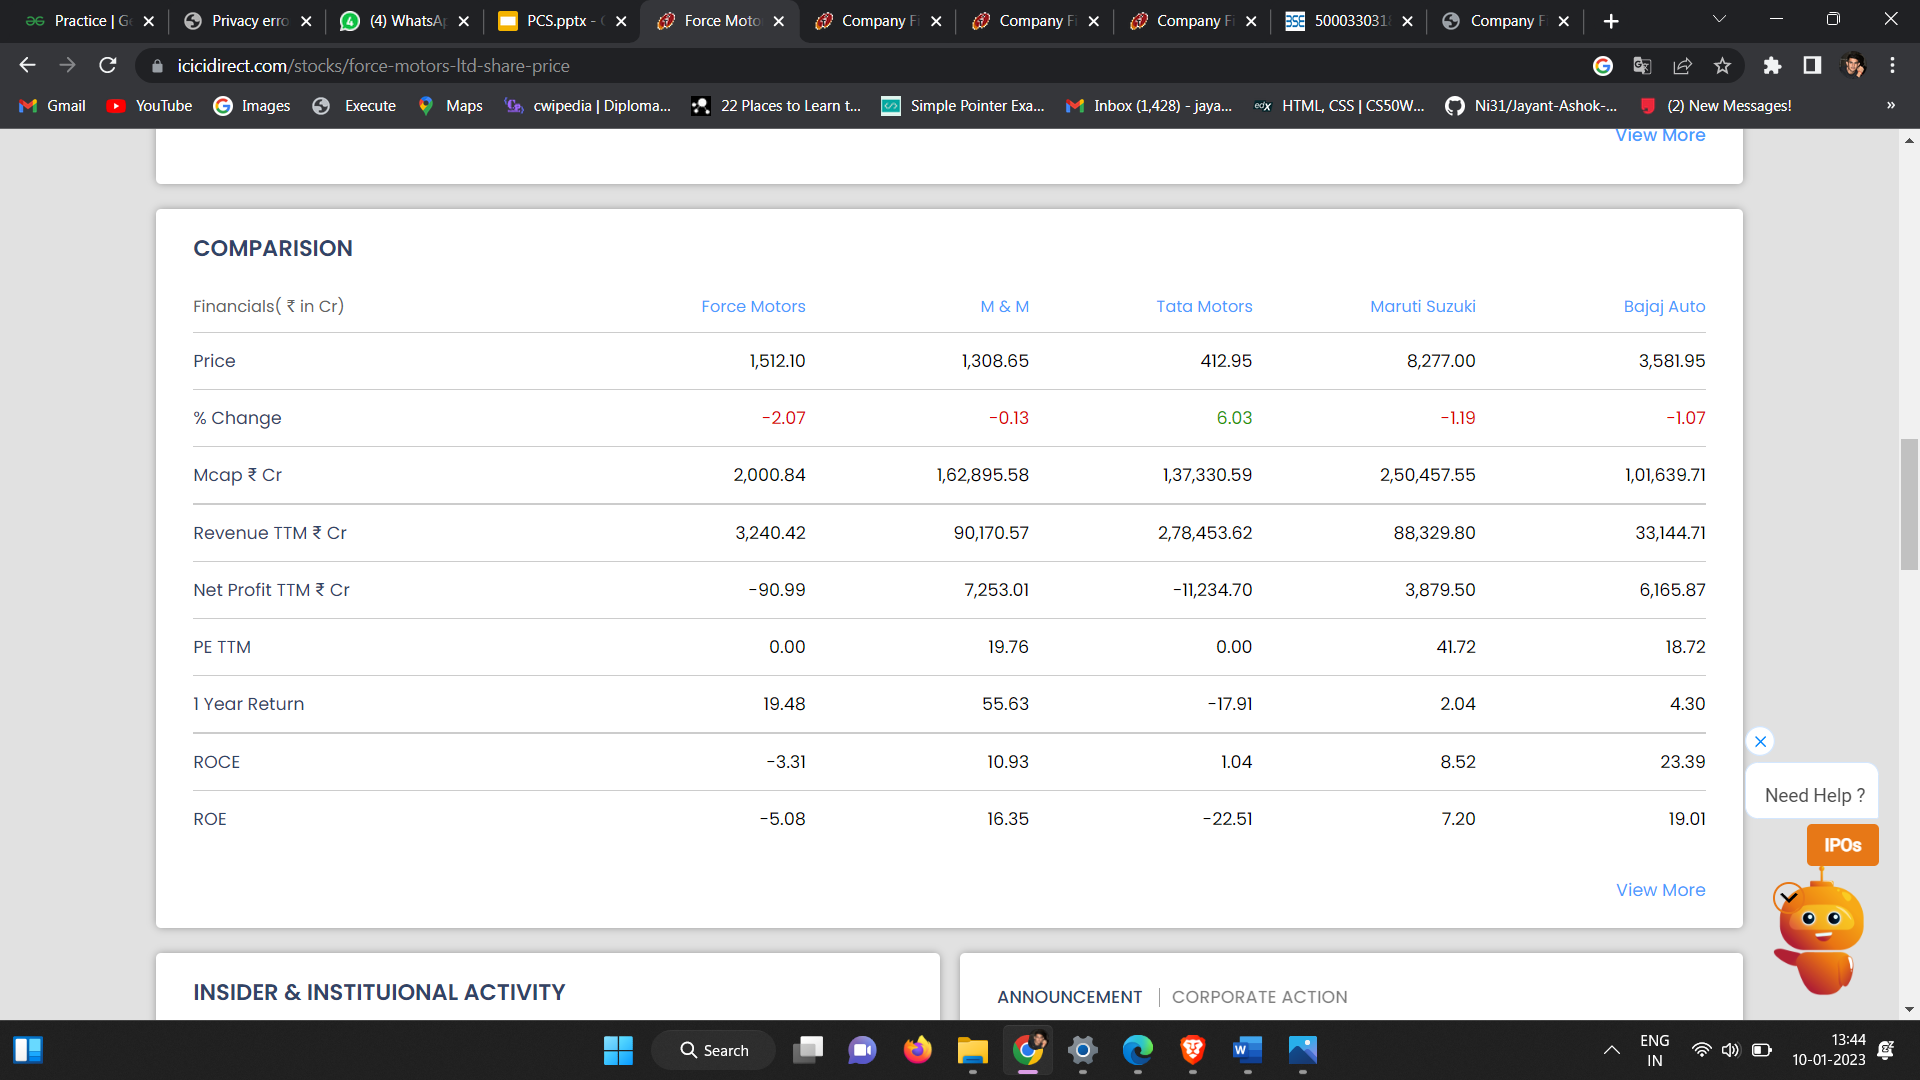 Practice | Ge
Privacy erro
(4) WhatsAp
PCS.pptx - G
Force Moto
Company Fi
Company Fi
Company Fi
500033031
Company Fi
icicidirect.com/stocks/force-motors-ltd-share-price
Gmail YouTube Images Execute Maps cwipedia | Diploma... 22 Places to Learn t... Simple Pointer Exa... Inbox (1,428) - jaya... HTML, CSS | CS50W... Ni31/Jayant-Ashok-... (2) New Messages! »
View More
COMPARISION
Financials( ₹ in Cr) Force Motors M & M Tata Motors Maruti Suzuki Bajaj Auto
Price 1,512.10 1,308.65 412.95 8,277.00 3,581.95
% Change -2.07 -0.13 6.03 -1.19 -1.07
Mcap ₹ Cr 2,000.84 1,62,895.58 1,37,330.59 2,50,457.55 1,01,639.71
Revenue TTM ₹ Cr 3,240.42 90,170.57 2,78,453.62 88,329.80 33,144.71
Net Profit TTM ₹ Cr -90.99 7,253.01 -11,234.70 3,879.50 6,165.87
PE TTM 0.00 19.76 0.00 41.72 18.72
1 Year Return 19.48 55.63 -17.91 2.04 4.30
ROCE -3.31 10.93 1.04 8.52 23.39
ROE -5.08 16.35 -22.51 7.20 19.01
Need Help ?
IPOs
View More
INSIDER & INSTITUIONAL ACTIVITY
ANNOUNCEMENT | CORPORATE ACTION
Search
ENG
IN
13:44
10-01-2023